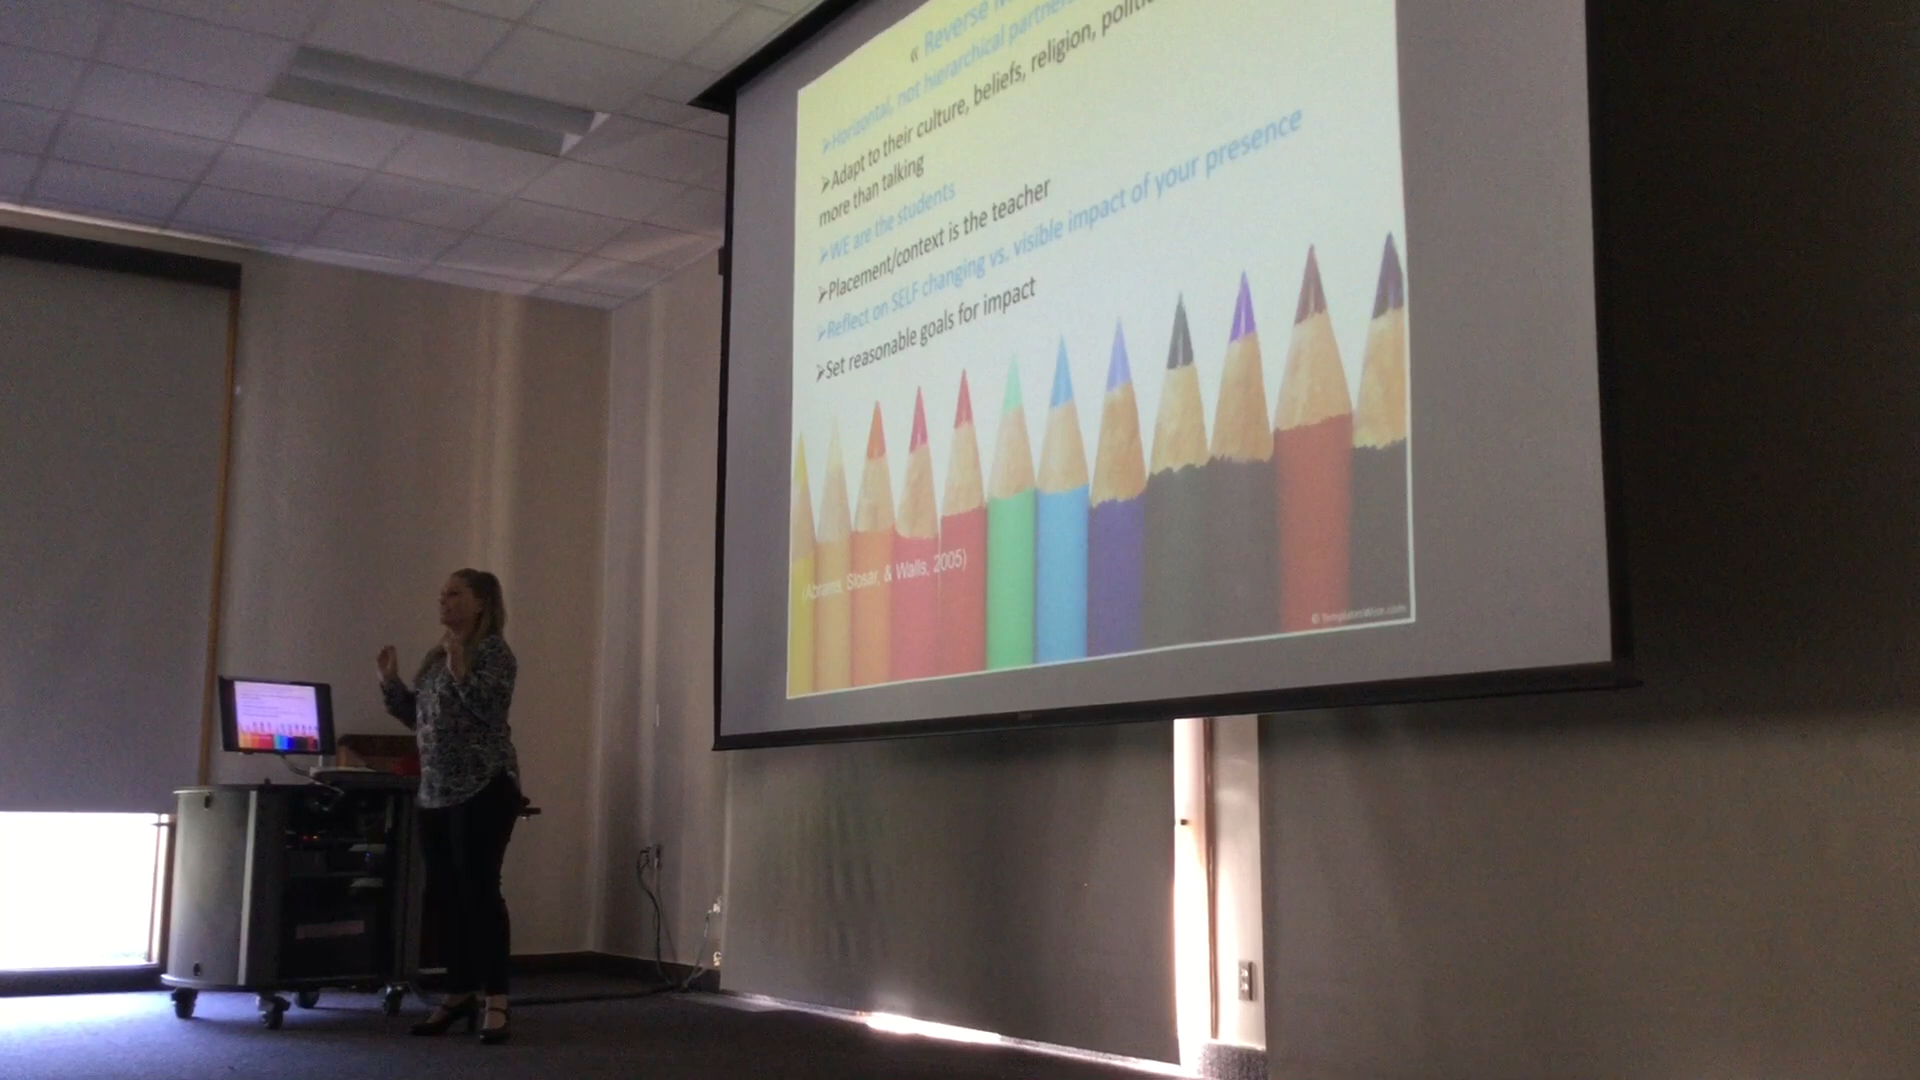 « Reverse
➢Horizontal, not hierarchical
➢Adapt to their culture, beliefs, religion,
more than talking
➢WE are the students
➢Placement/context is the teacher
➢Reflect on SELF changing vs. visible impact of your presence
➢Set reasonable goals for impact
(Abrams, Slosar, & Walls, 2005)
© TemplatesWise.com